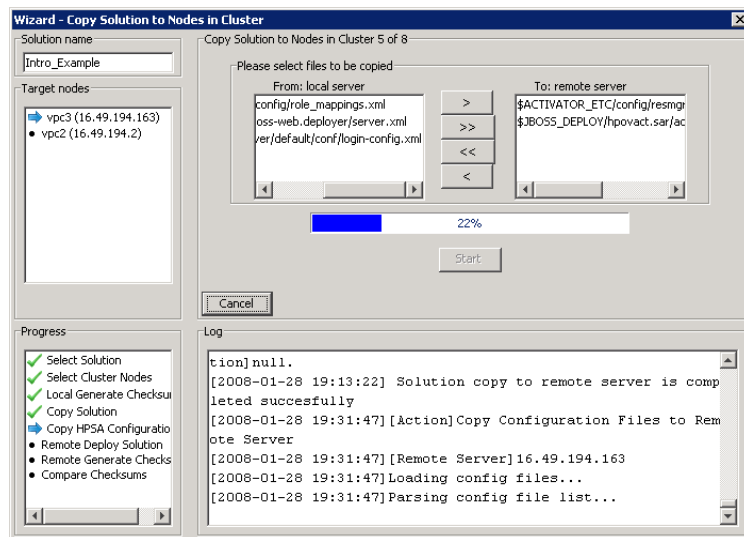 Wizard - Copy Solution to Nodes in Cluster
Solution name
Intro_Example
Target nodes
vpc3 (16.49.194.163)
vpc2 (16.49.194.2)
Copy Solution to Nodes in Cluster 5 of 8
Please select files to be copied
From: local server
config/role_mappings.xml
oss-web.deployer/server.xml
ver/default/conf/login-config.xml
>
>>
<<
<
To: remote server
$ACTIVATOR_ETC/config/resmgr
$JBOSS_DEPLOY/hpovact.sar/ac
22%
Start
Cancel
Progress
Select Solution
Select Cluster Nodes
Local Generate Checksu
Copy Solution
Copy HPSA Configuratio
Remote Deploy Solution
Remote Generate Checks
Compare Checksums
Log
tion]null.
[2008-01-28 19:13:22] Solution copy to remote server is comp
leted succesfully
[2008-01-28 19:31:47][Action]Copy Configuration Files to Rem
ote Server
[2008-01-28 19:31:47][Remote Server]16.49.194.163
[2008-01-28 19:31:47]Loading config files...
[2008-01-28 19:31:47]Parsing config file list...